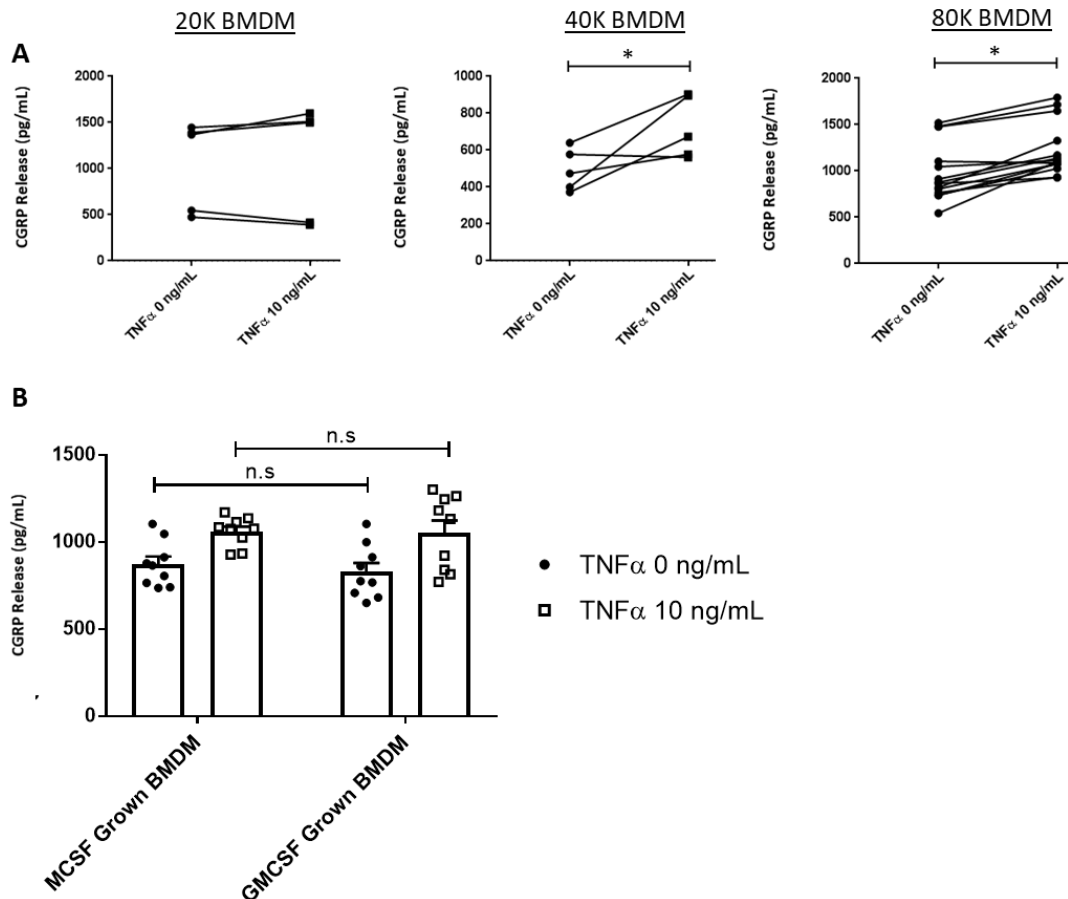 20K BMDM
40K BMDM
80K BMDM
A
CGRP Release (pg/mL)
2000
1500
1000
500
0
TNFα 0 ng/mL
TNFα 10 ng/mL
CGRP Release (pg/mL)
1000
800
600
400
200
0
*
TNFα 0 ng/mL
TNFα 10 ng/mL
CGRP Release (pg/mL)
2000
1500
1000
500
0
*
TNFα 0 ng/mL
TNFα 10 ng/mL
B
CGRP Release (pg/mL)
1500
1000
500
0
n.s
n.s
MCSF Grown BMDM
GMCSF Grown BMDM
TNFα 0 ng/mL
TNFα 10 ng/mL